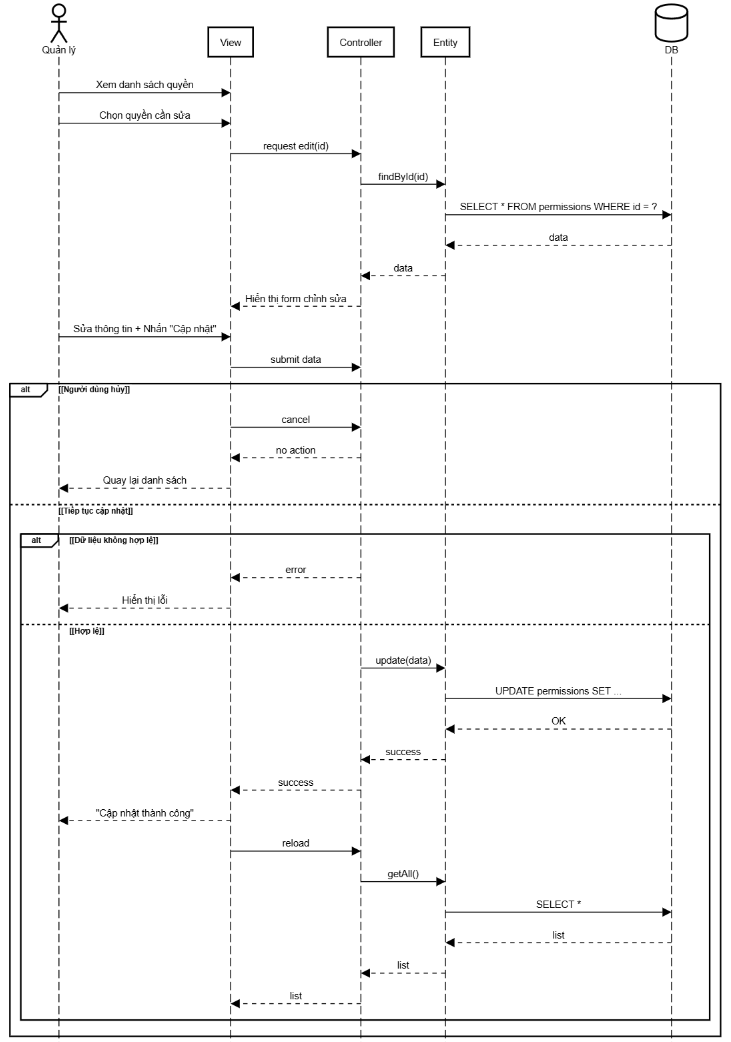 Quản lý
View
Controller
Entity
DB
Xem danh sách quyền
Chọn quyền cần sửa
request edit(id)
findById(id)
SELECT * FROM permissions WHERE id = ?
data
data
Hiển thị form chỉnh sửa
Sửa thông tin + Nhấn "Cập nhật"
submit data
alt
[[Người dùng hủy]]
cancel
no action
Quay lại danh sách
[[Tiếp tục cập nhật]]
alt
[[Dữ liệu không hợp lệ]]
error
Hiển thị lỗi
[[Hợp lệ]]
update(data)
UPDATE permissions SET ...
OK
success
success
"Cập nhật thành công"
reload
getAll()
SELECT *
list
list
list